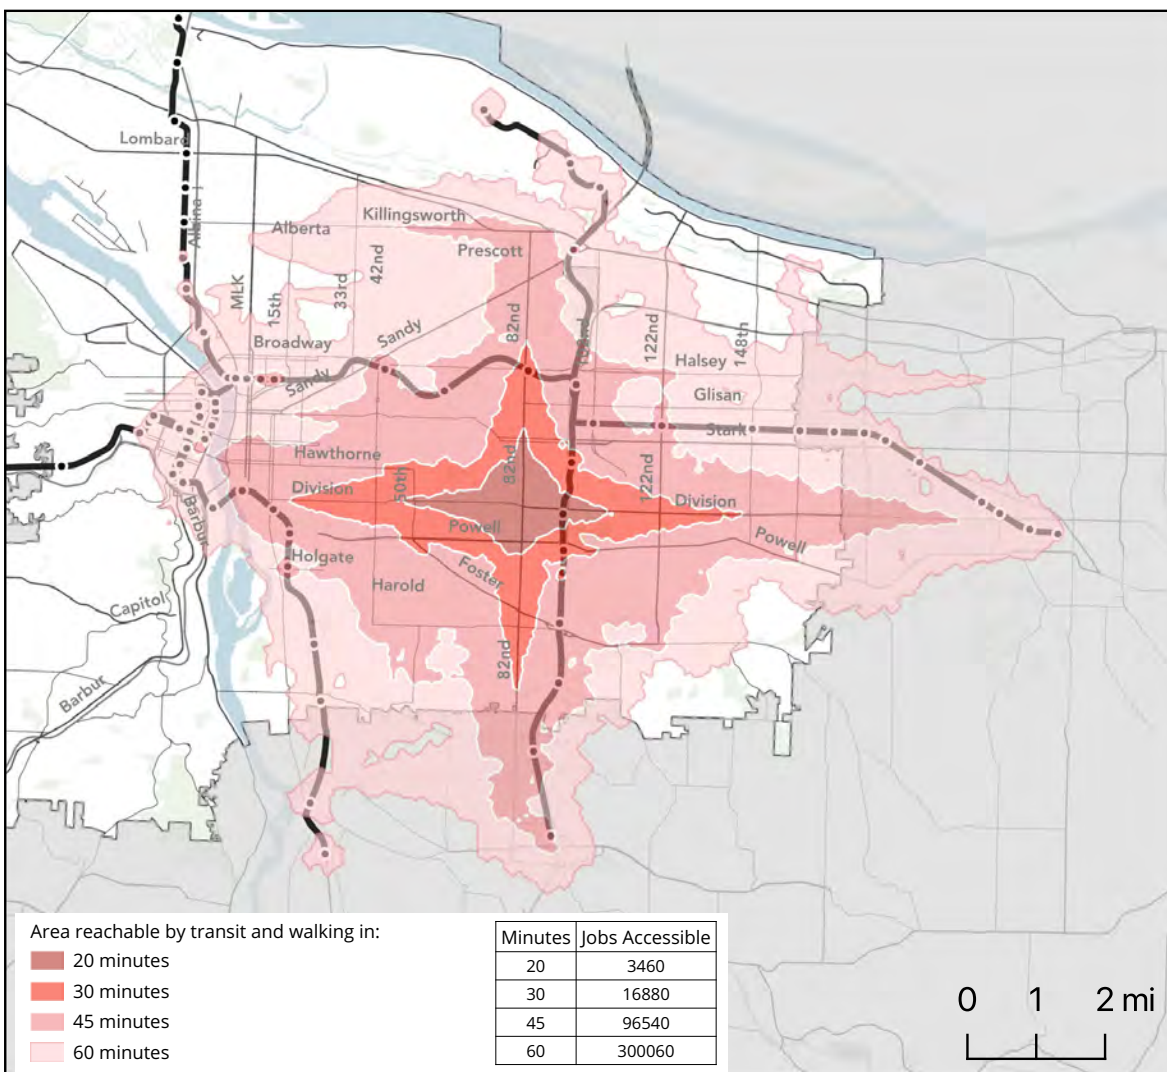 Lombard
Albina
Killingsworth
Alberta
Prescott
MLK
15th
33rd
42nd
82nd
122nd
148th
Sandy
Broadway
Halsey
Sandy
Glisan
Stark
Hawthorne
82nd
50th
122nd
Division
Division
Barbur
Powell
Powell
Holgate
Foster
Harold
Capitol
82nd
Barbur
Area reachable by transit and walking in:
20 minutes
30 minutes
45 minutes
60 minutes
Minutes Jobs Accessible
20 3460
30 16880
45 96540
60 300060
0 1 2 mi